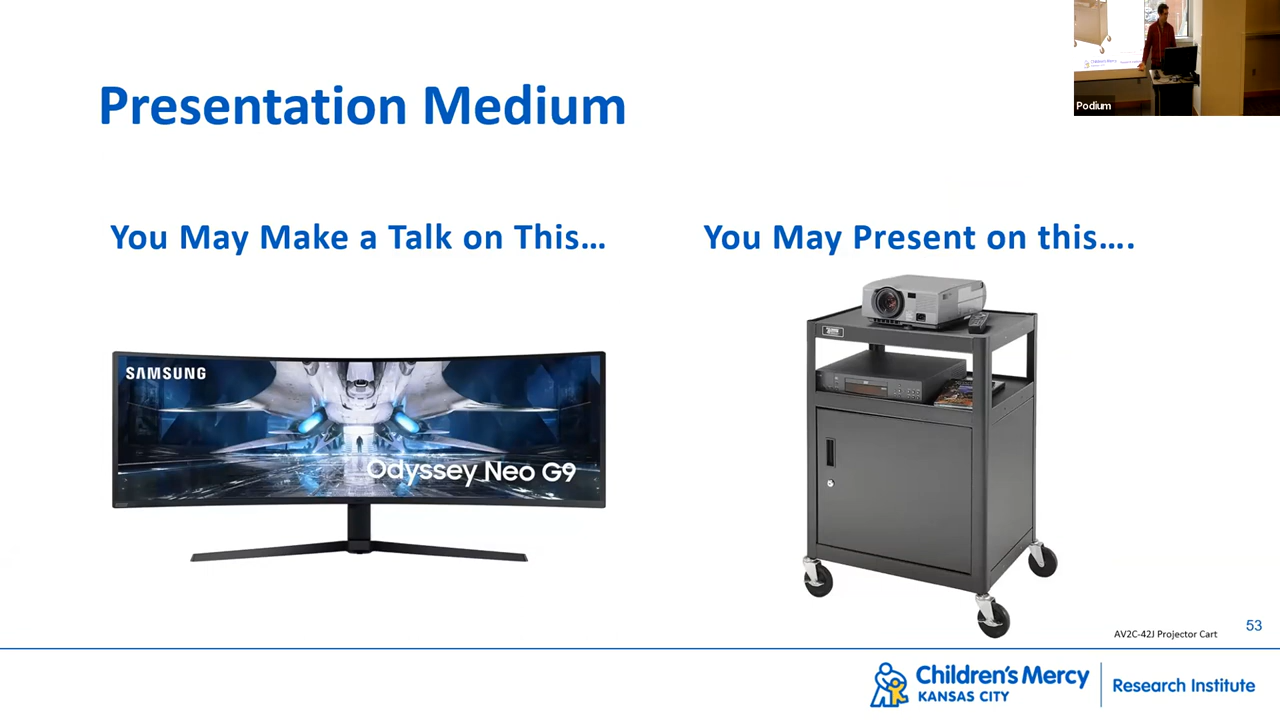 Presentation Medium
Podium
You May Make a Talk on This…
You May Present on this….
SAMSUNG
Odyssey Neo G9
AV2C-42J Projector Cart
53
Children's Mercy
KANSAS CITY
Research Institute